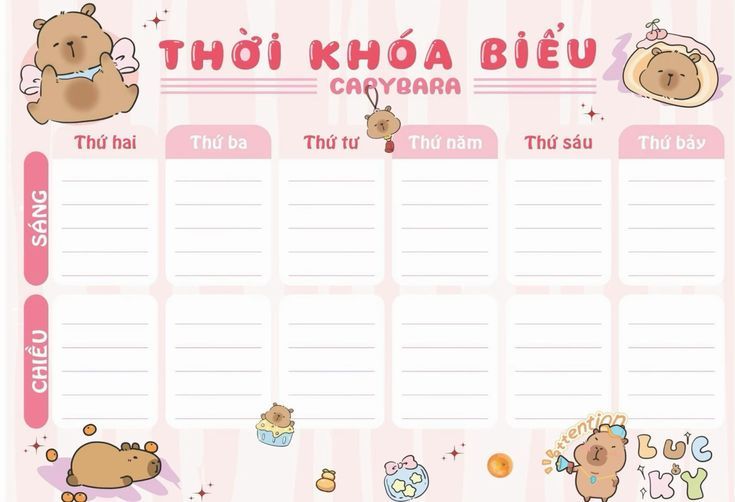 THỜI KHÓA BIỂU
CAPYBARA
Thứ hai Thứ ba Thứ tư Thứ năm Thứ sáu Thứ bảy
SÁNG
CHIỀU
attention
LUC
KY